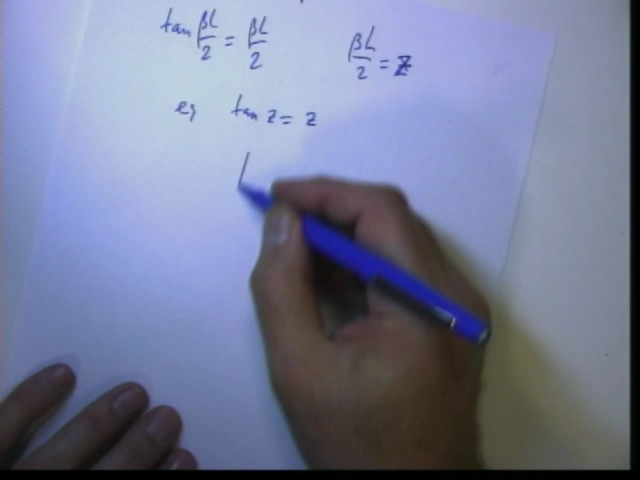 tan βL/2 = βL/2 βL/2 = z
eq tan z = z